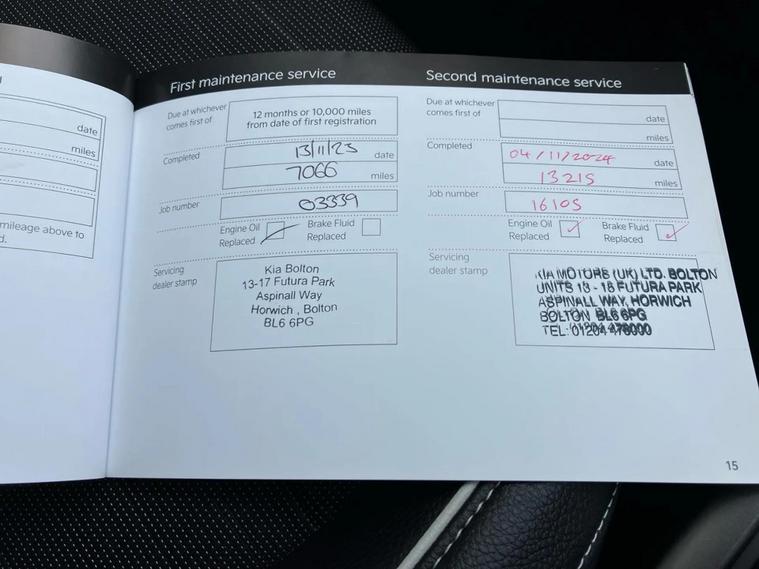 date
miles
mileage above to
d.
First maintenance service
Due at whichever
comes first of
12 months or 10,000 miles
from date of first registration
Completed
13/11/23 date
7066 miles
Job number
03339
Engine Oil
Replaced
Brake Fluid
Replaced
Servicing
dealer stamp
Kia Bolton
13-17 Futura Park
Aspinall Way
Horwich , Bolton
BL6 6PG
Second maintenance service
Due at whichever
comes first of
date
miles
Completed
04/11/2024 date
13215 miles
Job number
16105
Engine Oil
Replaced
Brake Fluid
Replaced
Servicing
dealer stamp
KIA MOTORS (UK) LTD. BOLTON
UNITS 13 - 16 FUTURA PARK
ASPINALL WAY, HORWICH
BOLTON BL6 6PG
TEL: 01204 478000
15